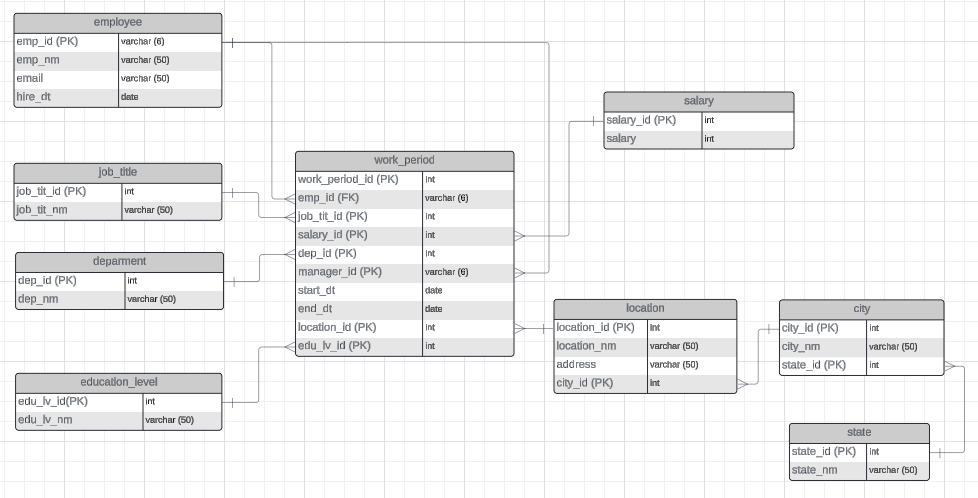 employee
emp_id (PK) varchar (6)
emp_nm varchar (50)
email varchar (50)
hire_dt date
salary
salary_id (PK) int
salary int
job_title
job_tit_id (PK) int
job_tit_nm varchar (50)
work_period
work_period_id (PK) int
emp_id (FK) varchar (6)
job_tit_id (PK) int
salary_id (PK) int
dep_id (PK) int
manager_id (PK) varchar (6)
start_dt date
end_dt date
location_id (PK) int
edu_lv_id (PK) int
deparment
dep_id (PK) int
dep_nm varchar (50)
location
location_id (PK) int
location_nm varchar (50)
address varchar (50)
city_id (PK) int
city
city_id (PK) int
city_nm varchar (50)
state_id (PK) int
education_level
edu_lv_id(PK) int
edu_lv_nm varchar (50)
state
state_id (PK) int
state_nm varchar (50)